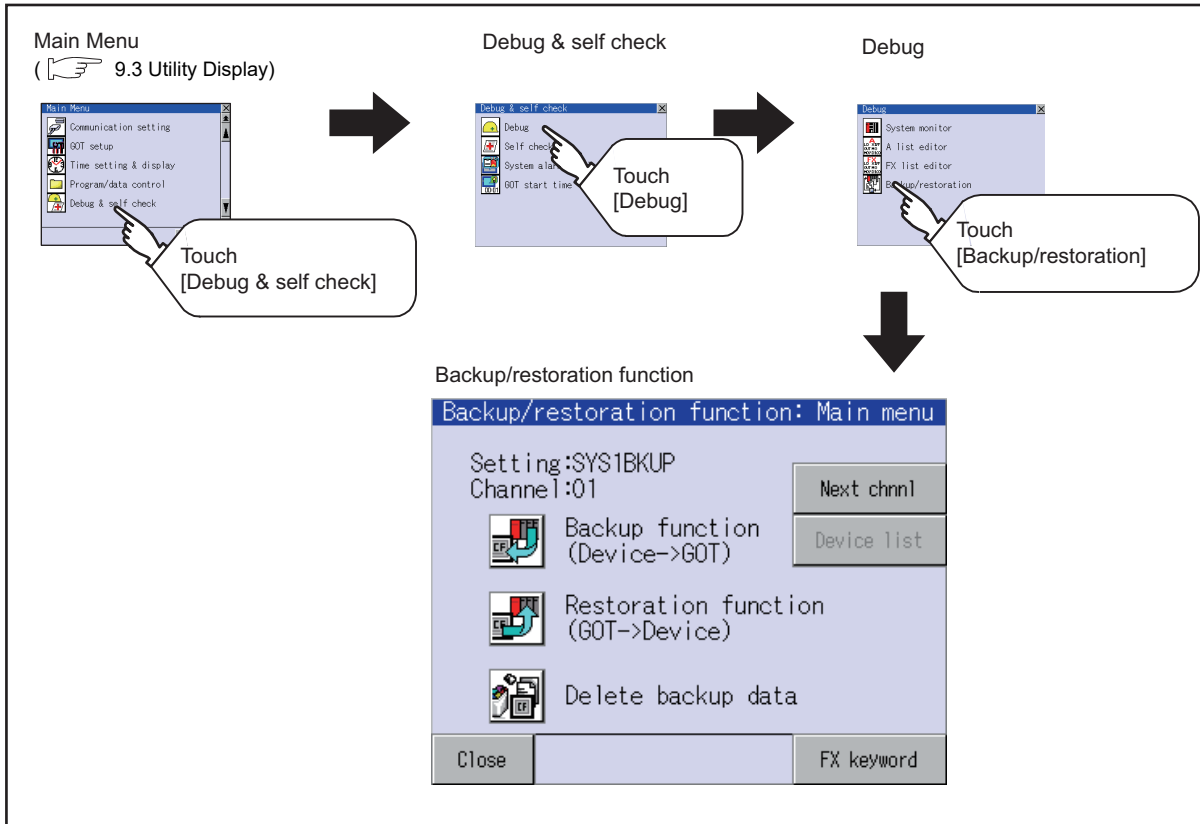 Main Menu
( 9.3 Utility Display)
Main Menu
Communication setting
GOT setup
Time setting & display
Program/data control
Debug & self check
Touch
[Debug & self check]
Debug & self check
Debug & self check
Debug
Self check
System
GOT start time
Touch
[Debug]
Debug
Debug
System monitor
A list editor
FX list editor
Backup/restoration
Touch
[Backup/restoration]
Backup/restoration function
Backup/restoration function: Main menu
Setting:SYS1BKUP
Channel:01
Next chnnl
Device list
CF
Backup function
(Device->GOT)
CF
Restoration function
(GOT->Device)
CF
Delete backup data
Close
FX keyword